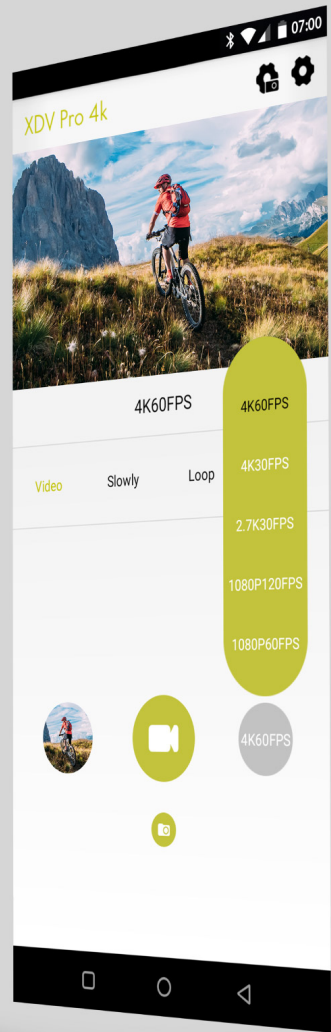 07:00
XDV Pro 4k
4K60FPS
4K60FPS
Video
Slowly
Loop
4K30FPS
2.7K30FPS
1080P120FPS
1080P60FPS
4K60FPS